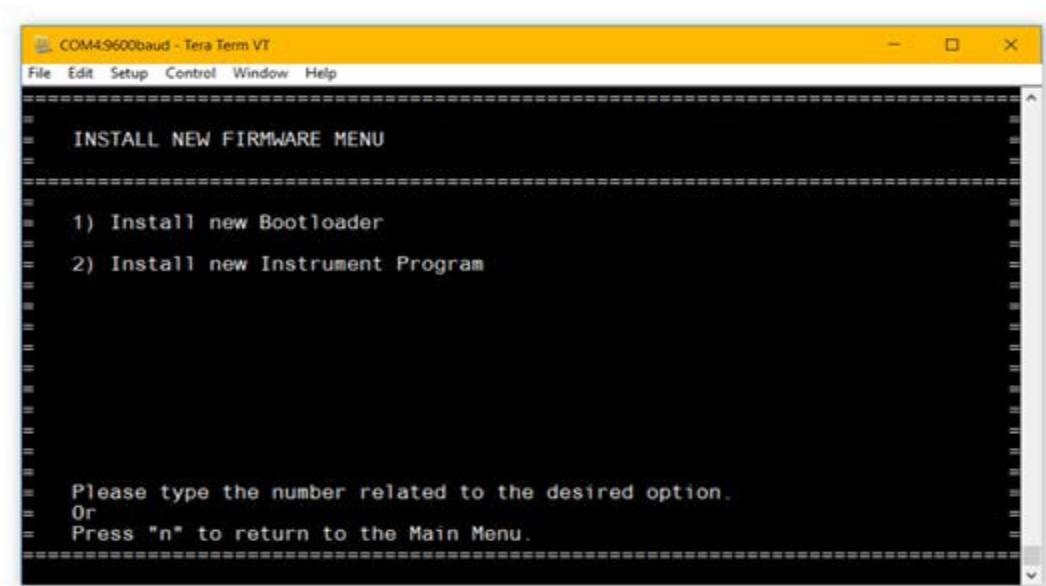 COM4:9600baud - Tera Term VT
File Edit Setup Control Window Help
INSTALL NEW FIRMWARE MENU
1) Install new Bootloader
2) Install new Instrument Program
Please type the number related to the desired option.
Or
Press "n" to return to the Main Menu.